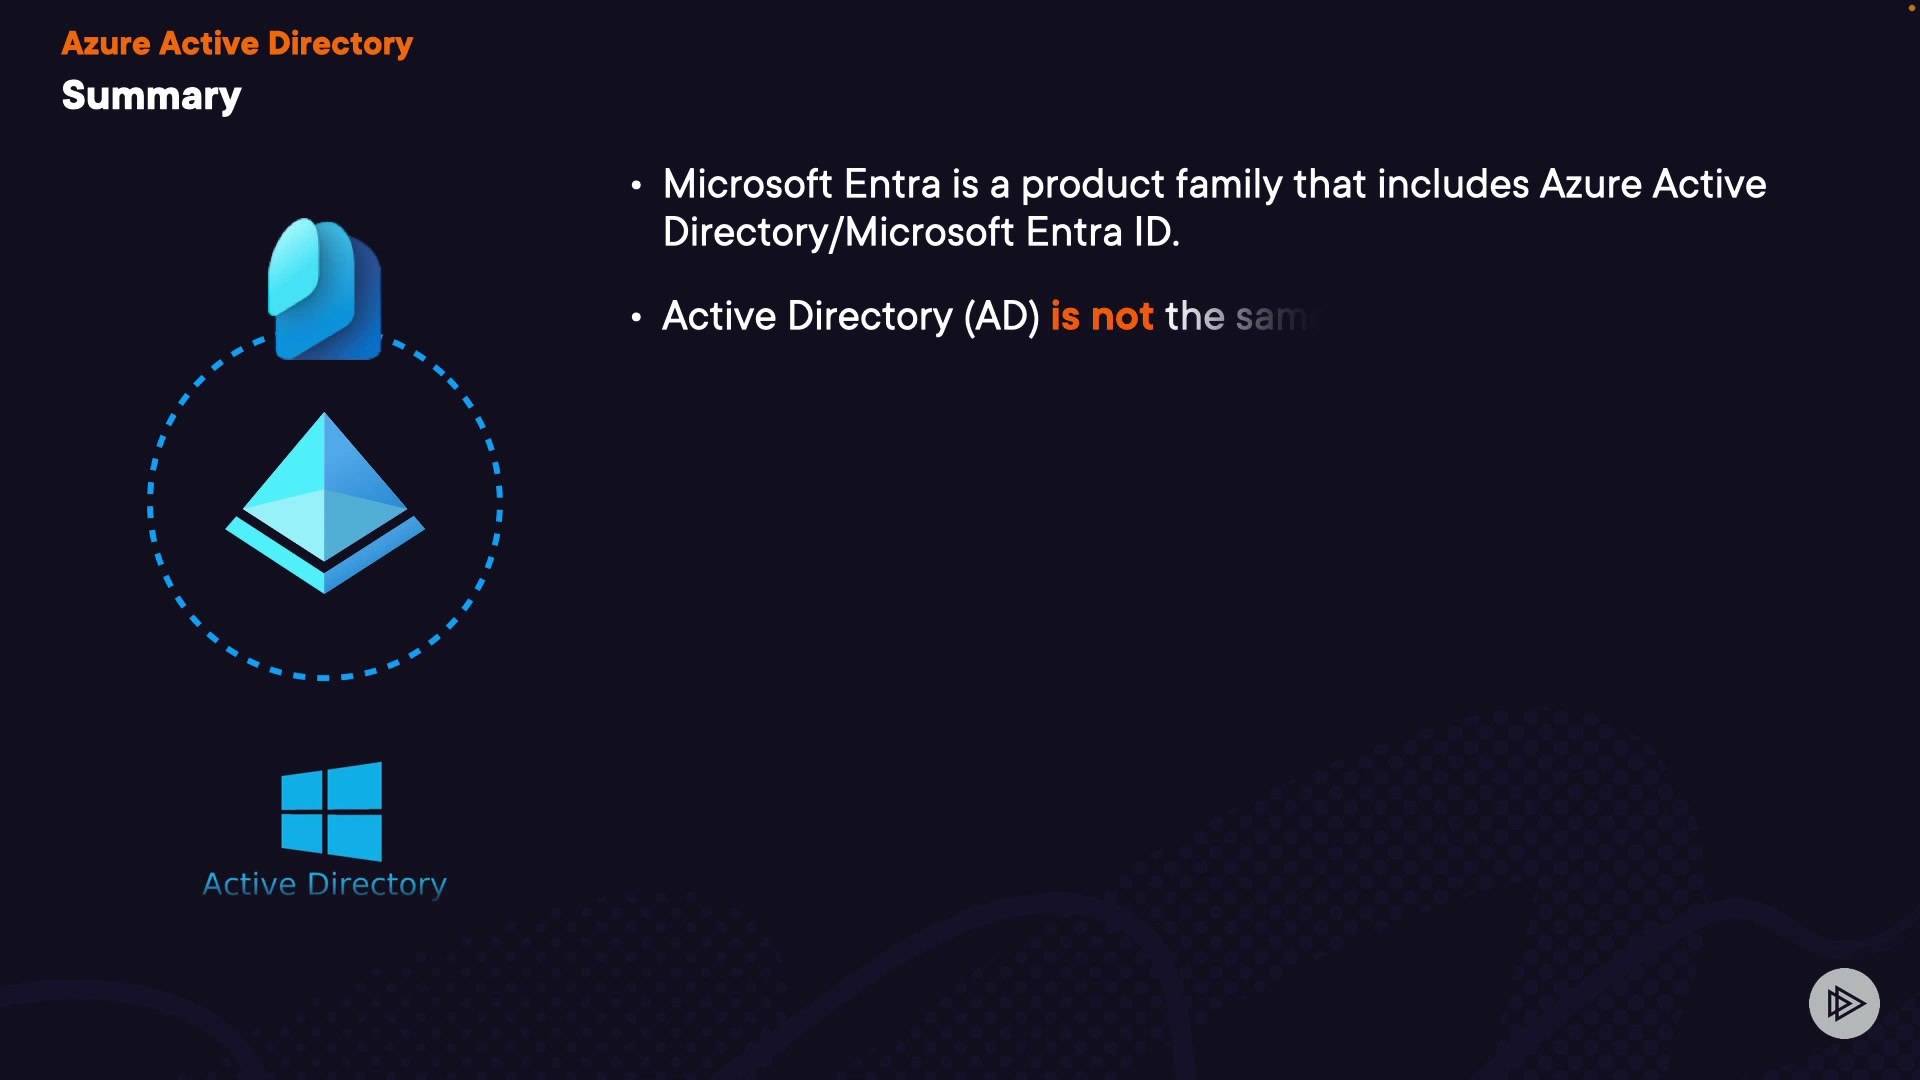 Azure Active Directory
Summary
• Microsoft Entra is a product family that includes Azure Active
Directory/Microsoft Entra ID.
• Active Directory (AD) is not the same
Active Directory